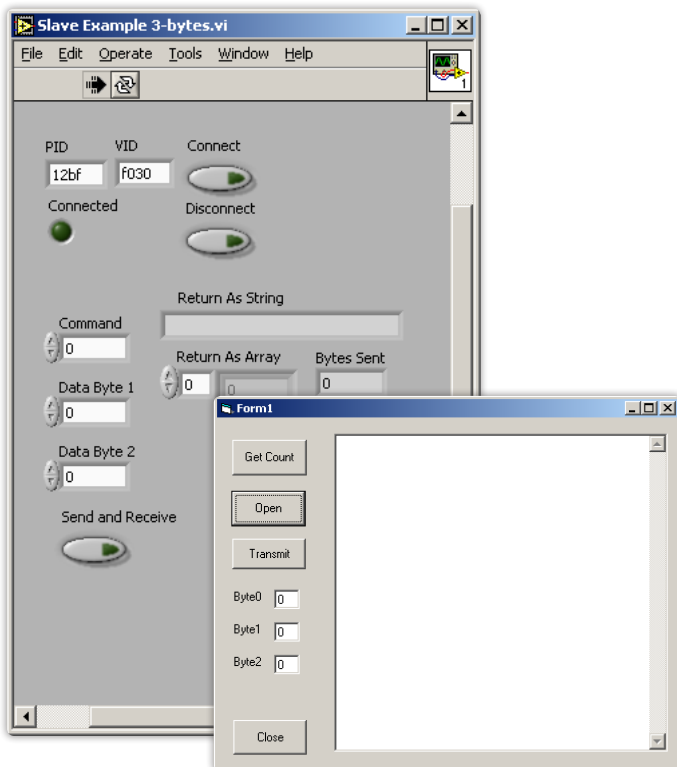 Slave Example 3-bytes.vi
File Edit Operate Tools Window Help
1
PID VID Connect
12bf f030
Connected Disconnect
Return As String
Command
0
Return As Array Bytes Sent
0 0 0
Data Byte 1
0
Data Byte 2
0
Send and Receive
Form1
Get Count
Open
Transmit
Byte0 0
Byte1 0
Byte2 0
Close